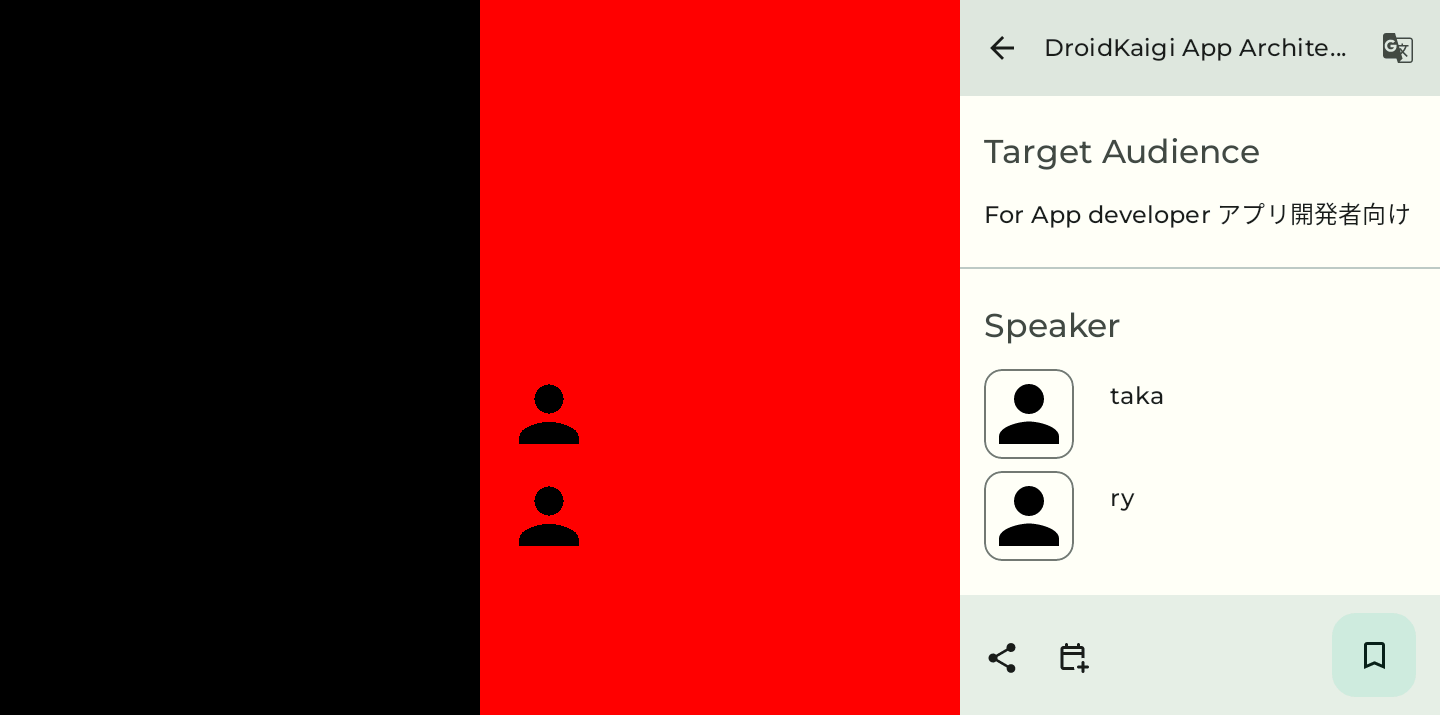 DroidKaigi App Archite...
Target Audience
For App developer アプリ開発者向け
Speaker
taka
ry